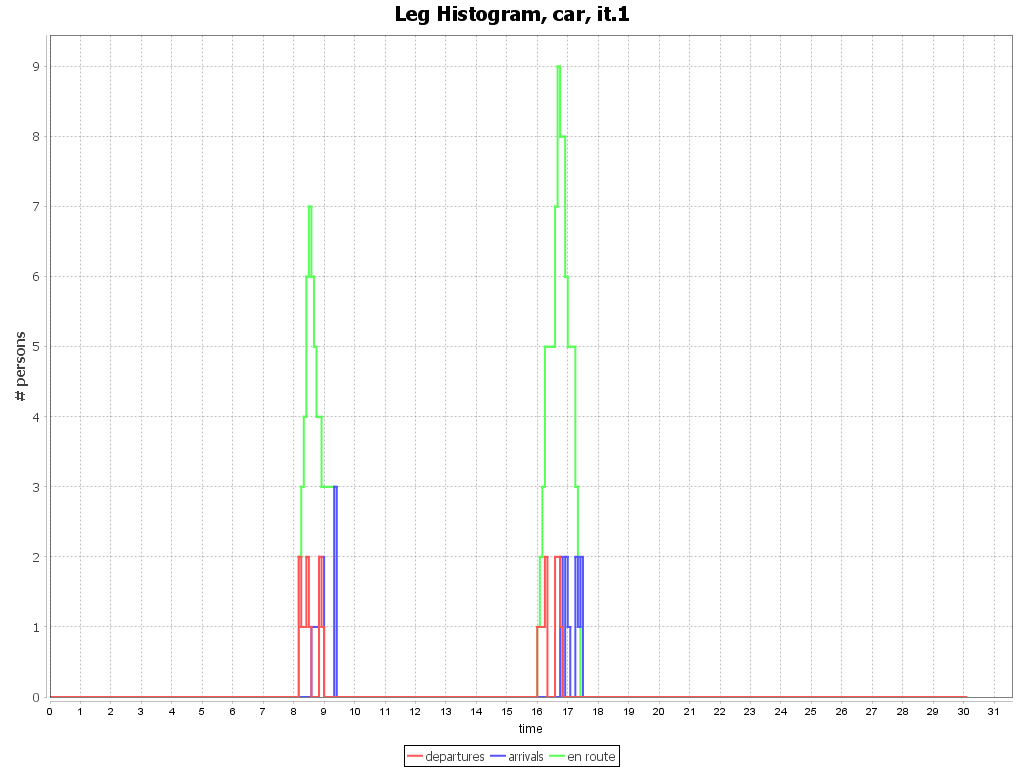 Leg Histogram, car, it.1
9
8
7
6
5
4
3
2
1
0
# persons
0 1 2 3 4 5 6 7 8 9 10 11 12 13 14 15 16 17 18 19 20 21 22 23 24 25 26 27 28 29 30 31
time
departures arrivals en route